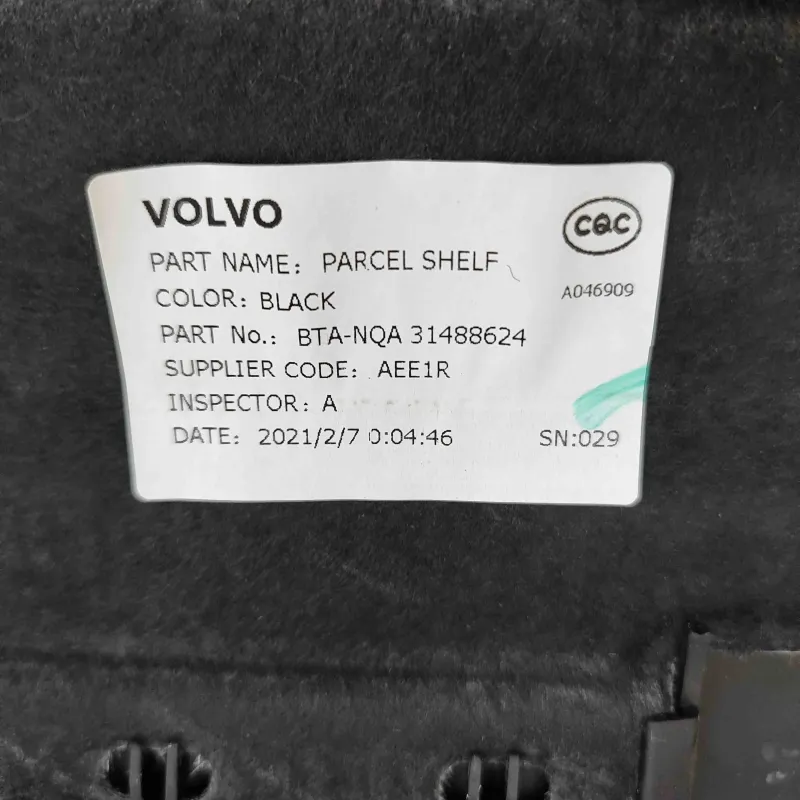 VOLVO
CQC
PART NAME: PARCEL SHELF
COLOR: BLACK
A046909
PART No.: BTA-NQA 31488624
SUPPLIER CODE: AEE1R
INSPECTOR: A
DATE: 2021/2/7 0:04:46
SN:029